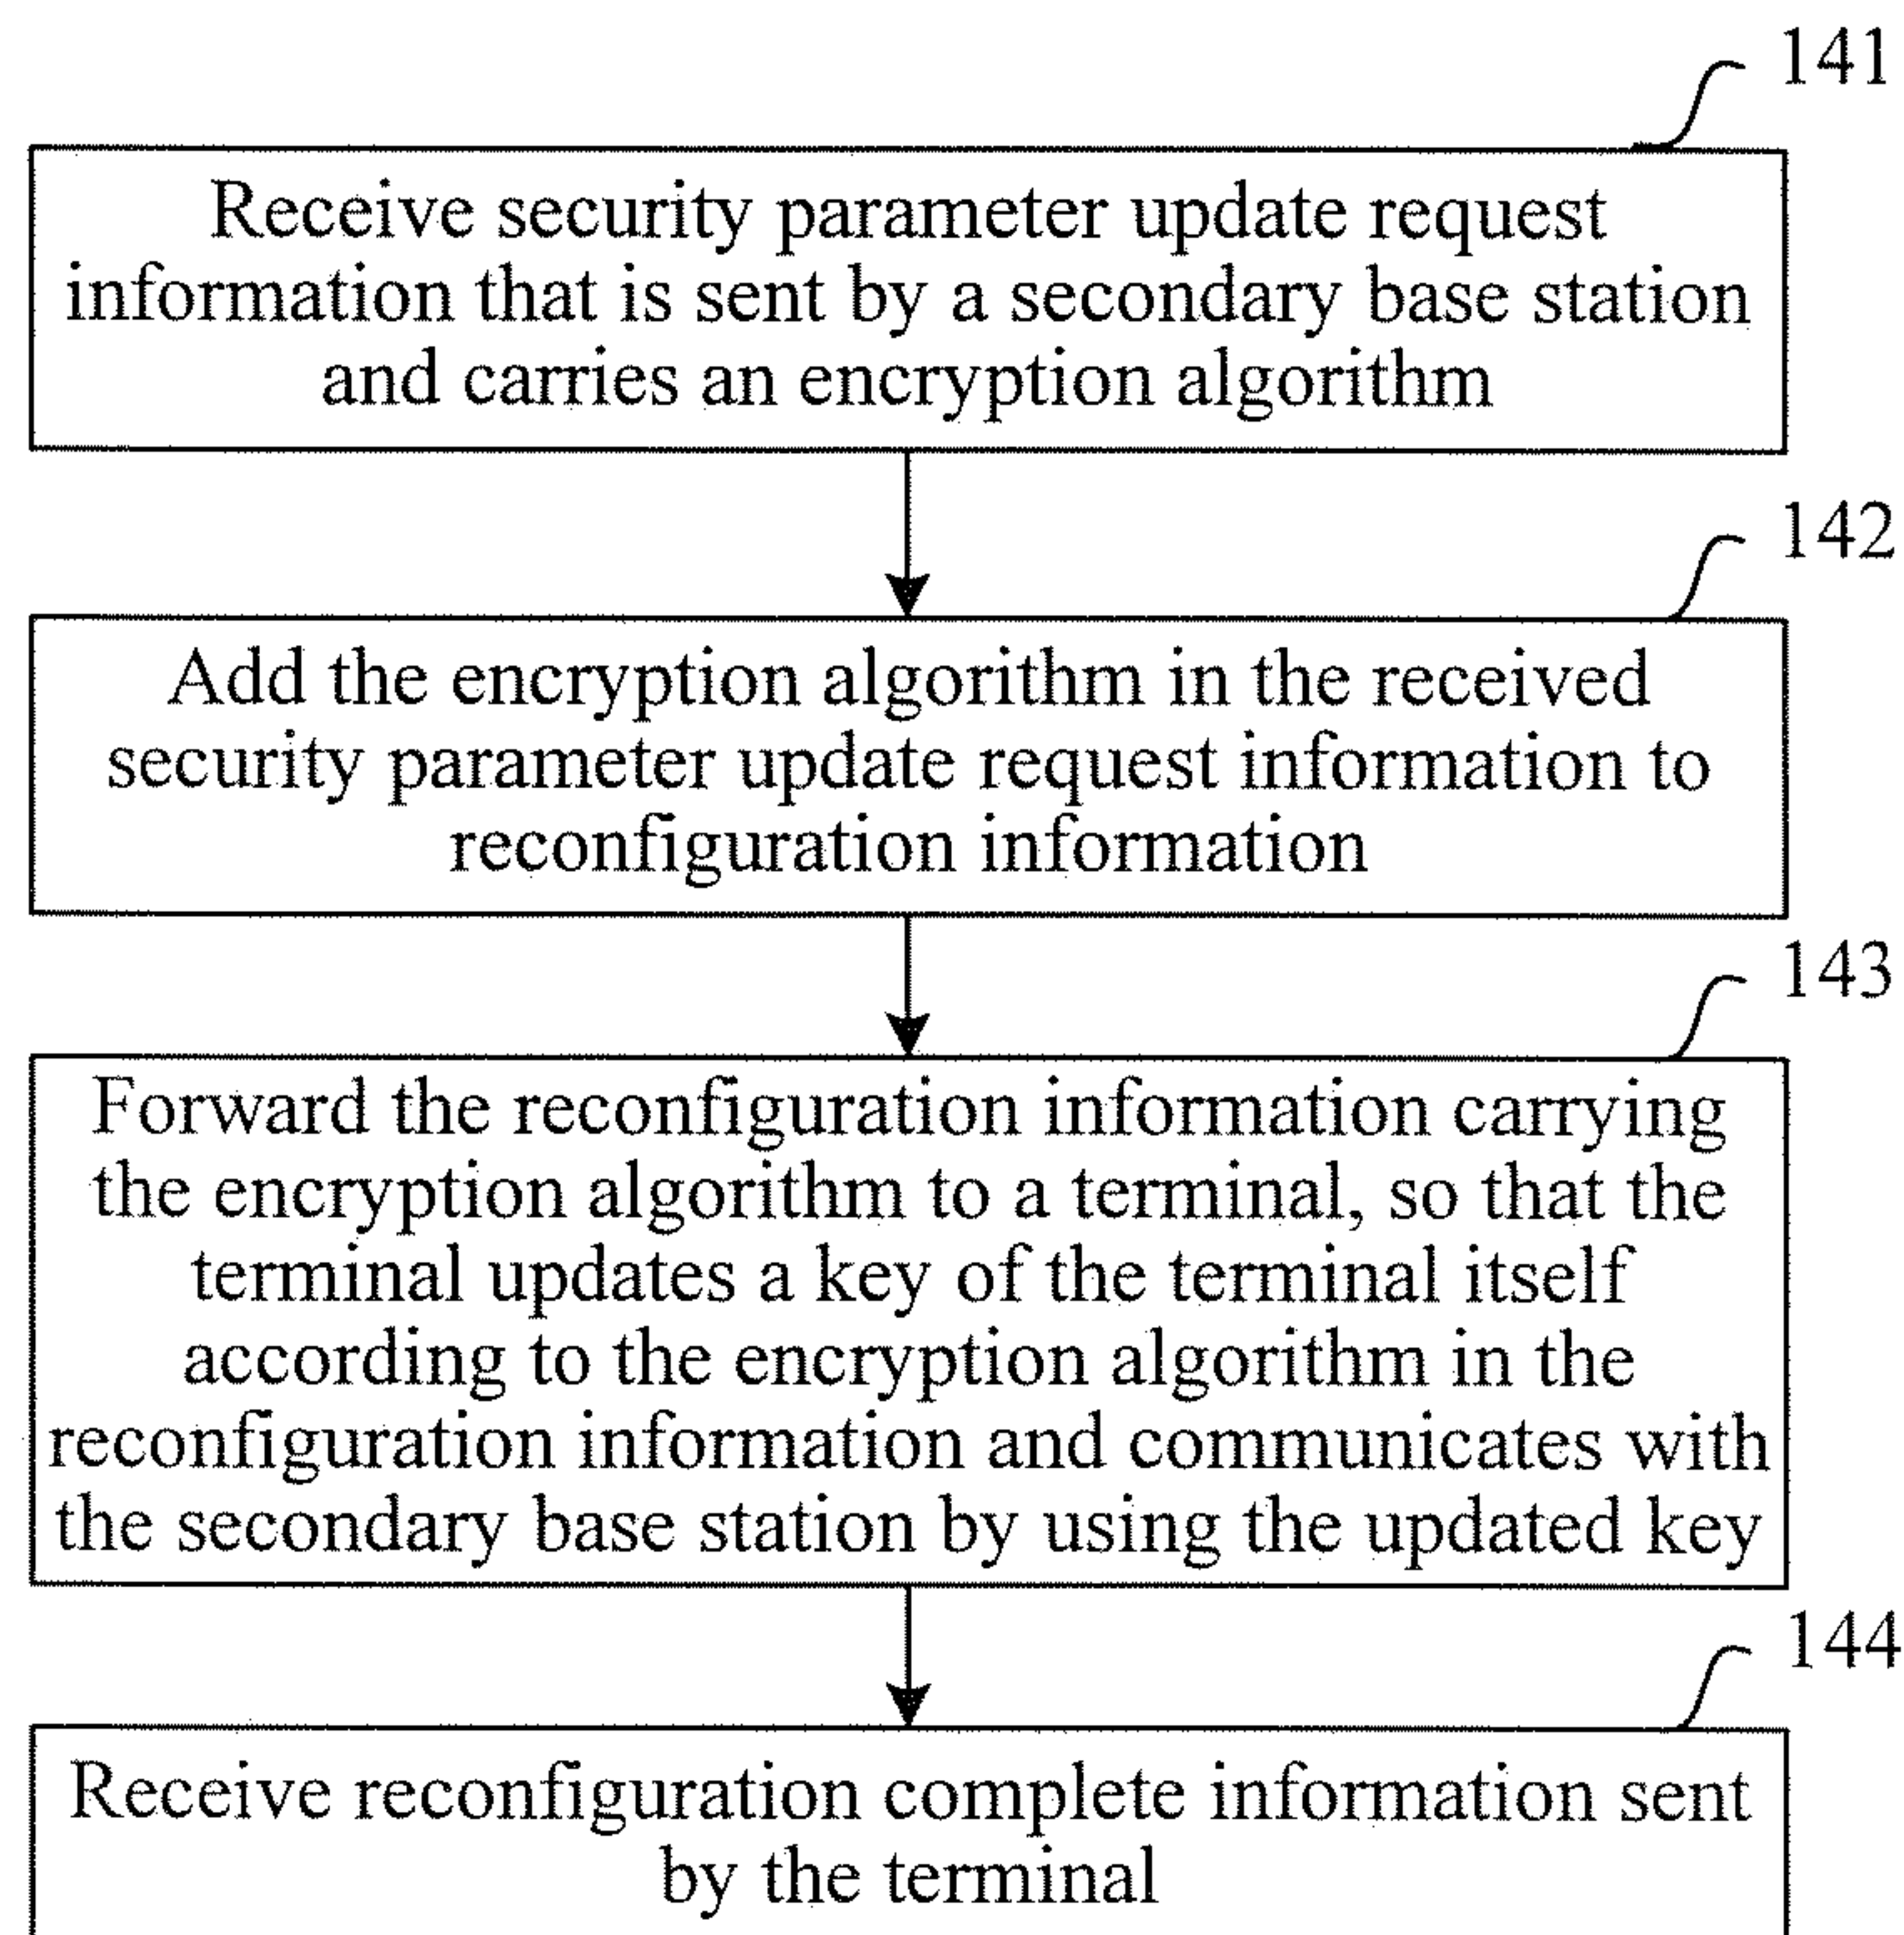 141
Receive security parameter update request
information that is sent by a secondary base station
and carries an encryption algorithm
142
Add the encryption algorithm in the received
security parameter update request information to
reconfiguration information
143
Forward the reconfiguration information carrying
the encryption algorithm to a terminal, so that the
terminal updates a key of the terminal itself
according to the encryption algorithm in the
reconfiguration information and communicates with
the secondary base station by using the updated key
144
Receive reconfiguration complete information sent
by the terminal